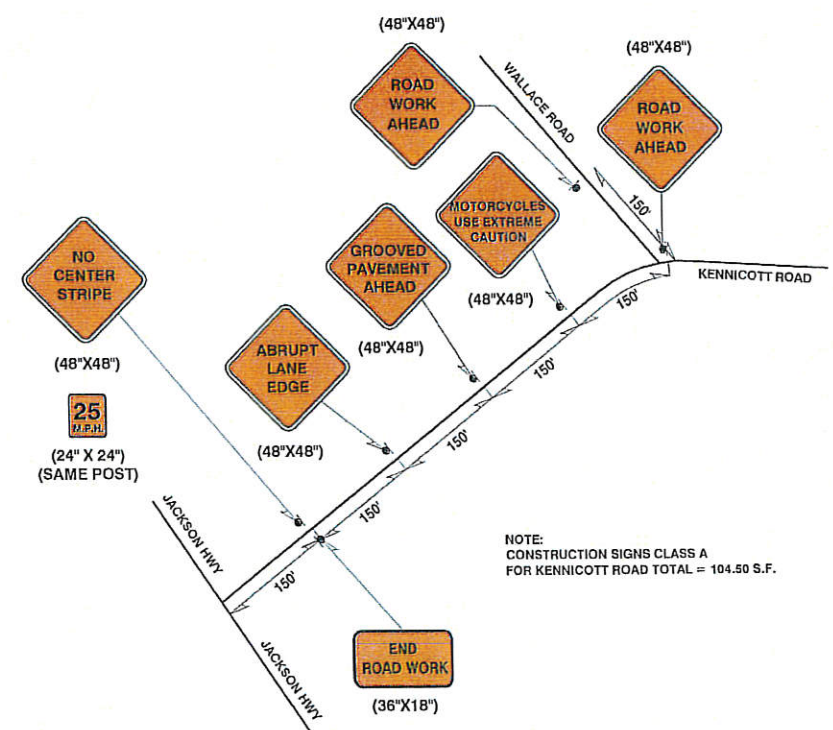 (48"X48")
ROAD
WORK
AHEAD
WALLACE ROAD
(48"X48")
ROAD
WORK
AHEAD
150'
KENNICOTT ROAD
MOTORCYCLES
USE EXTREME
CAUTION
(48"X48")
150'
GROOVED
PAVEMENT
AHEAD
(48"X48")
150'
NO
CENTER
STRIPE
(48"X48")
25
M.P.H.
(24" X 24")
(SAME POST)
ABRUPT
LANE
EDGE
(48"X48")
150'
150'
JACKSON HWY
150'
JACKSON HWY
END
ROAD WORK
(36"X18")
NOTE:
CONSTRUCTION SIGNS CLASS A
FOR KENNICOTT ROAD TOTAL = 104.50 S.F.